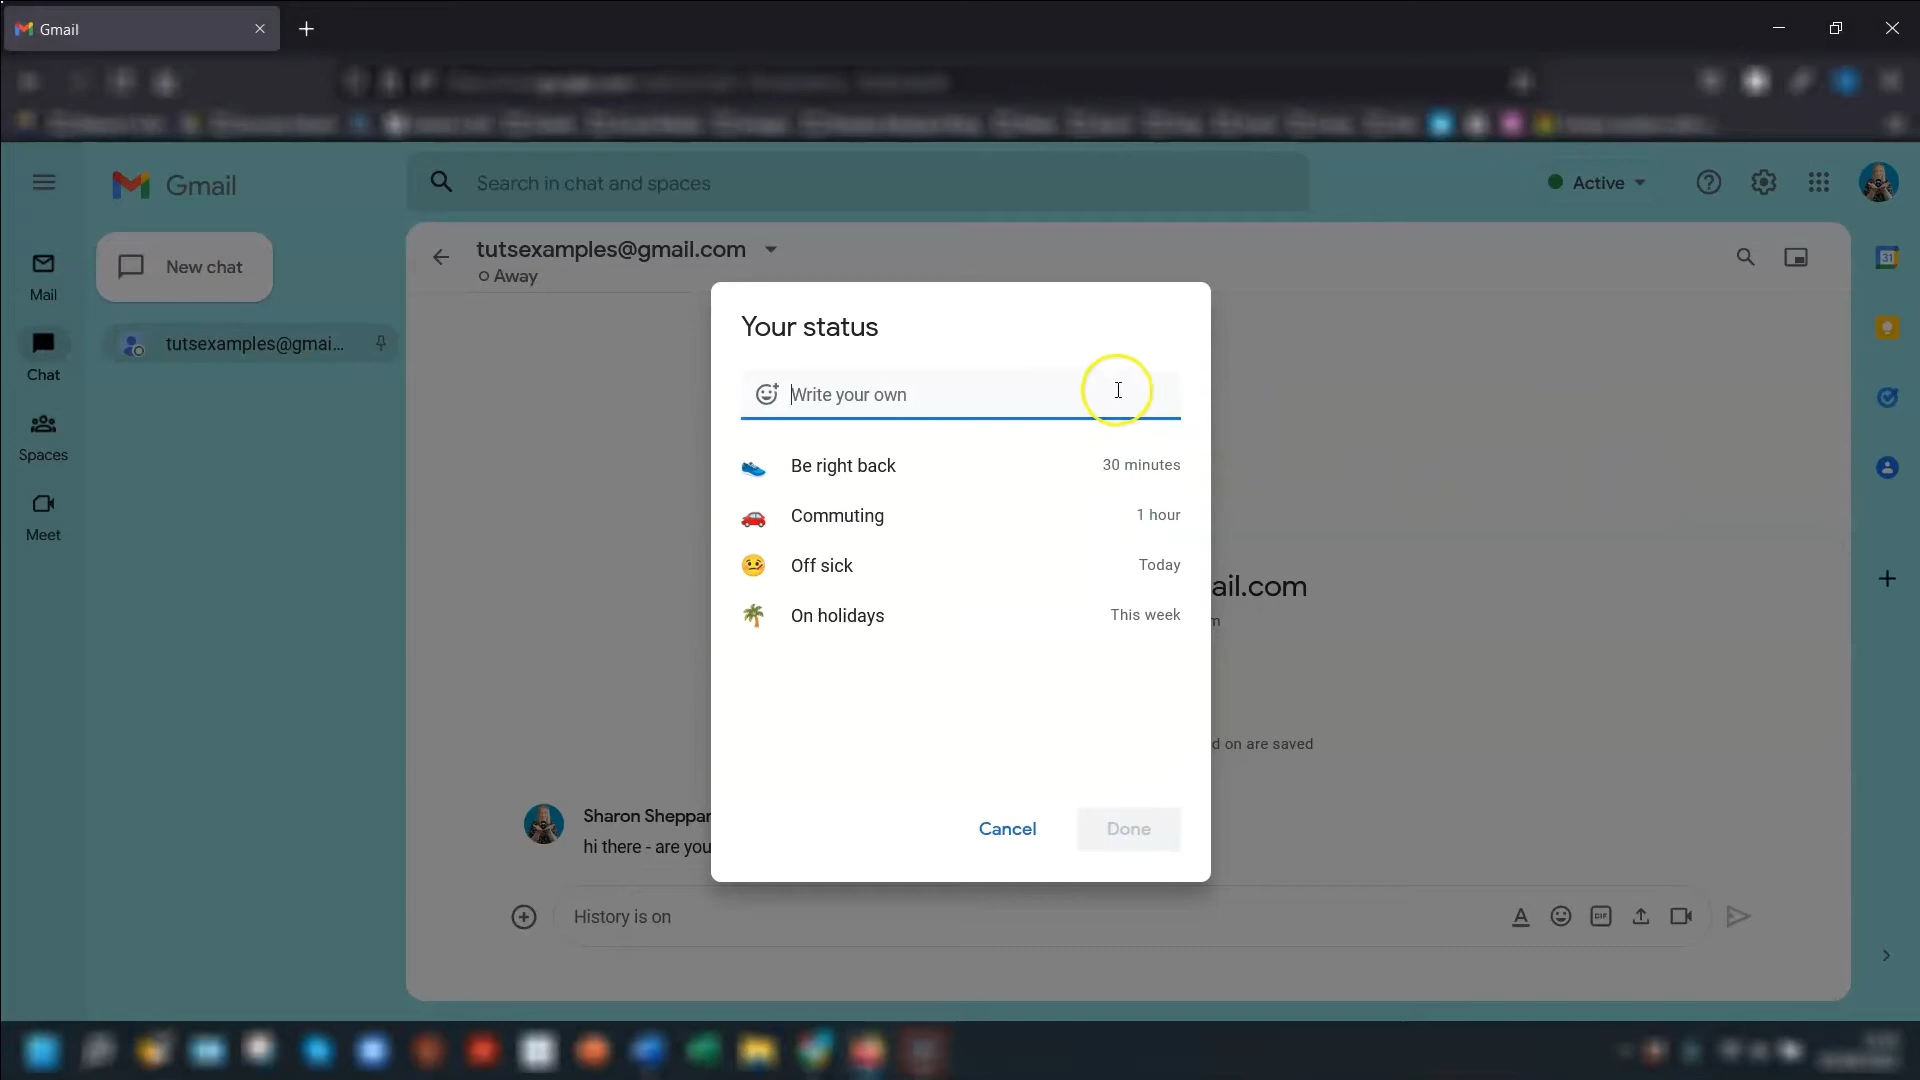 Gmail
Gmail
Search in chat and spaces
Active
New chat
tutsexamples@gmail.com
Away
Mail
Chat
Spaces
Meet
tutsexamples@gmai...
31
Your status
Write your own
Be right back 30 minutes
Commuting 1 hour
Off sick Today
On holidays This week
ail.com
m
d on are saved
Sharon Sheppar
hi there - are you
Cancel Done
History is on
GIF